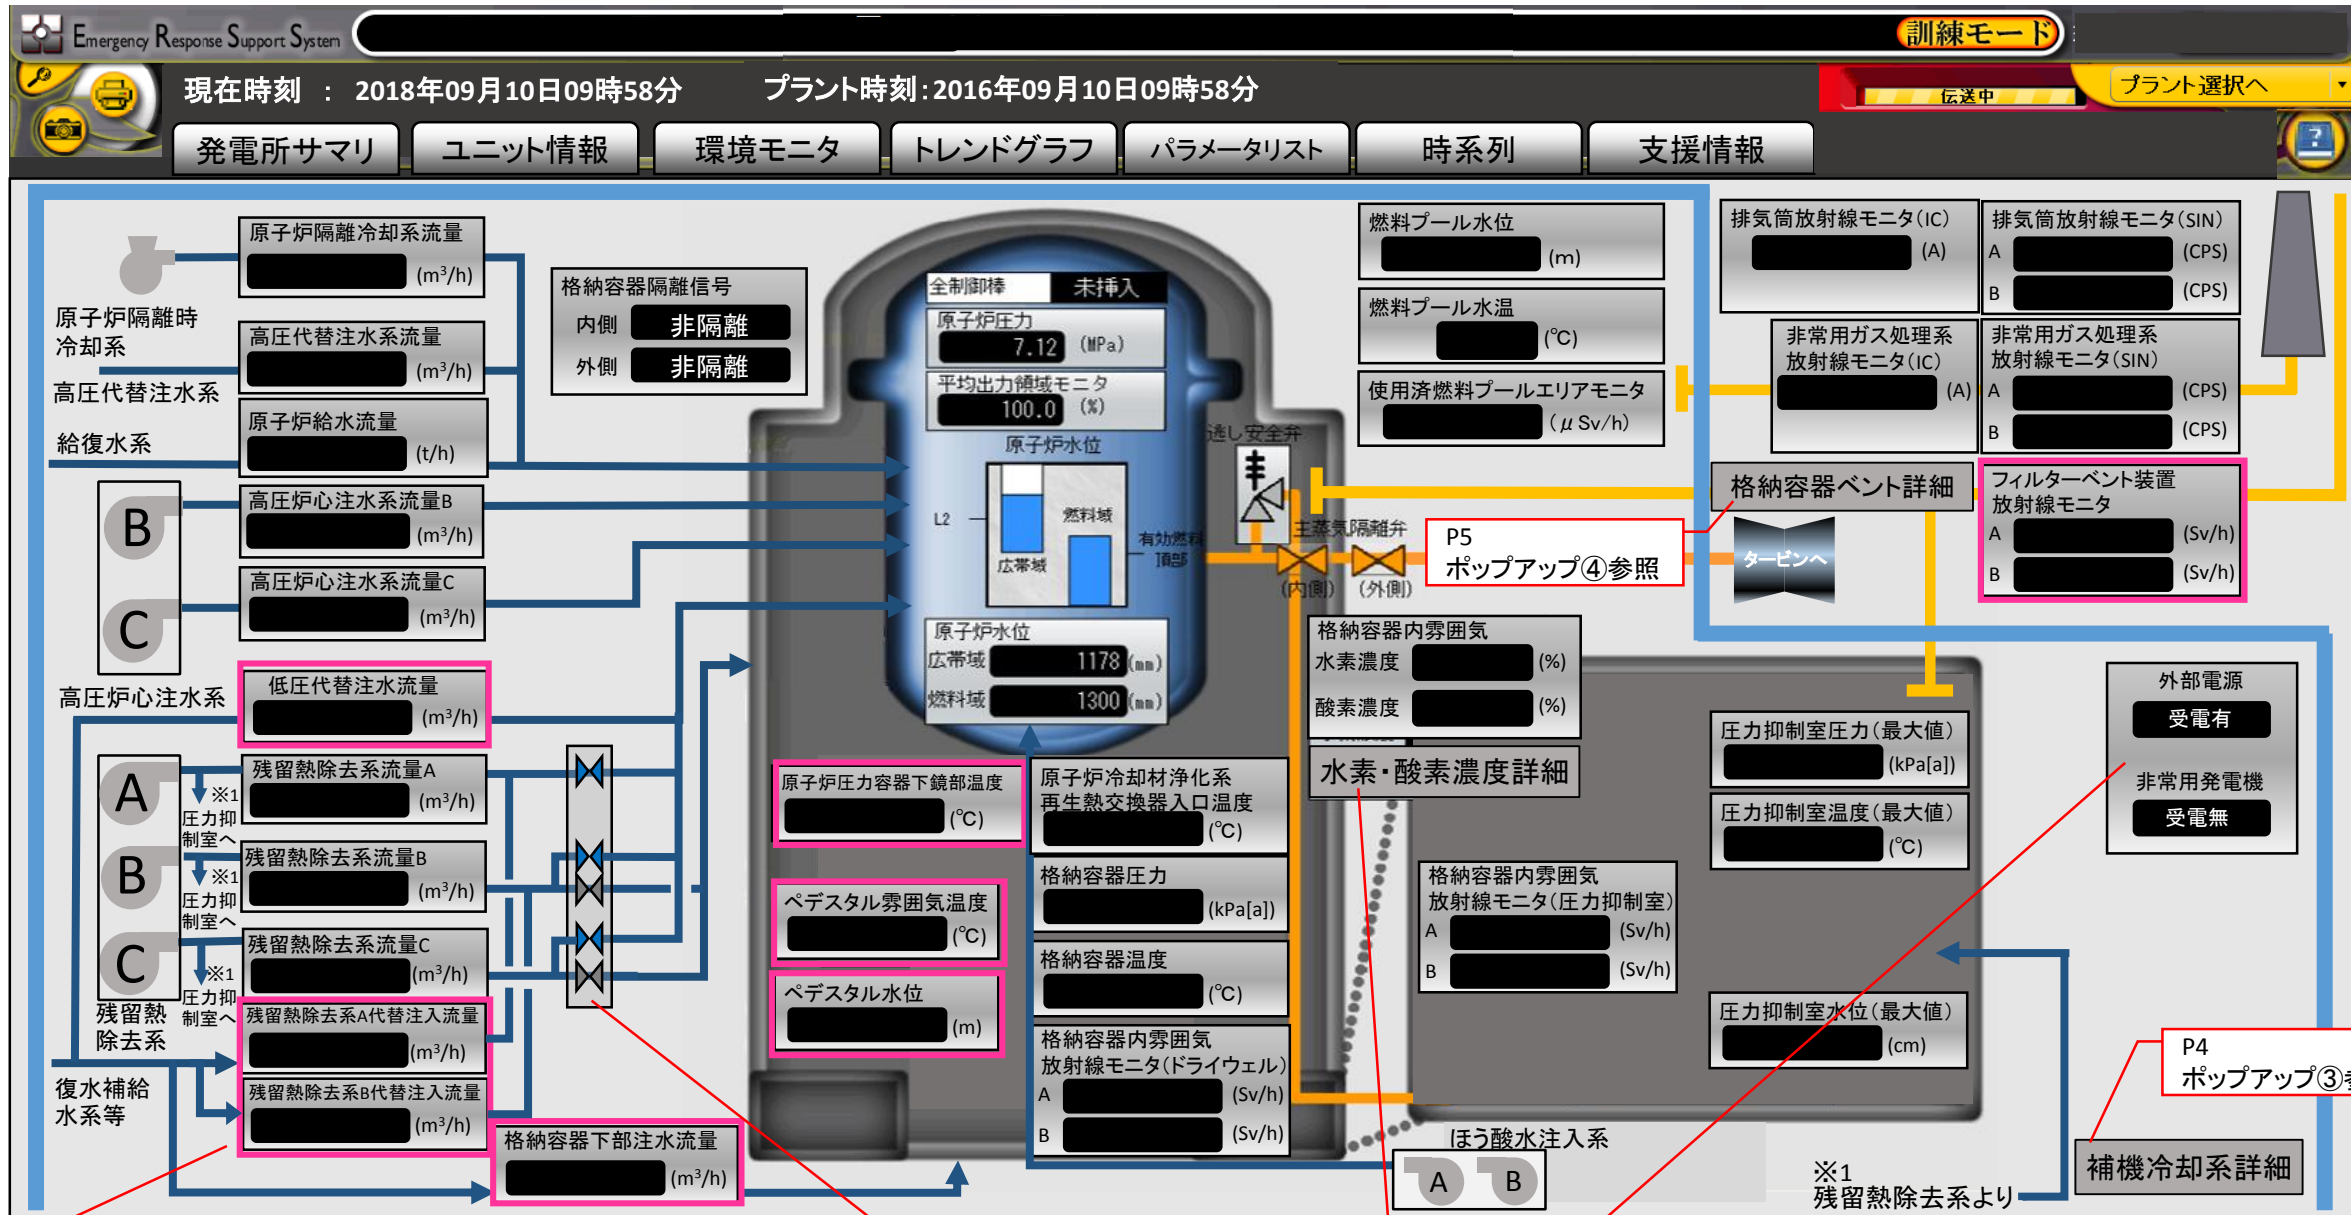 Emergency Response Support System
訓練モード
現在時刻 : 2018年09月10日09時58分 プラント時刻:2016年09月10日09時58分
伝送中
プラント選択へ
発電所サマリ
ユニット情報
環境モニタ
トレンドグラフ
パラメータリスト
時系列
支援情報
原子炉隔離冷却系流量
(m³/h)
原子炉隔離時
冷却系
高圧代替注水系流量
(m³/h)
高圧代替注水系
原子炉給水流量
(t/h)
給復水系
高圧炉心注水系流量B
(m³/h)
B
高圧炉心注水系流量C
(m³/h)
C
高圧炉心注水系
低圧代替注水流量
(m³/h)
残留熱除去系流量A
(m³/h)
A
※1
圧力抑
制室へ
残留熱除去系流量B
(m³/h)
B
※1
圧力抑
制室へ
残留熱除去系流量C
(m³/h)
C
※1
圧力抑
制室へ
残留熱
除去系
残留熱除去系A代替注入流量
(m³/h)
残留熱除去系B代替注入流量
(m³/h)
復水補給
水系等
格納容器下部注水流量
(m³/h)
格納容器隔離信号
内側 非隔離
外側 非隔離
全制御棒 未挿入
原子炉圧力
7.12 (MPa)
平均出力領域モニタ
100.0 (%)
原子炉水位
L2
燃料域
広帯域
有効燃料
頂部
原子炉水位
広帯域 1178 (mm)
燃料域 1300 (mm)
逃し安全弁
主蒸気隔離弁
(内側) (外側)
原子炉圧力容器下鏡部温度
(℃)
ペデスタル雰囲気温度
(℃)
ペデスタル水位
(m)
原子炉冷却材浄化系
再生熱交換器入口温度
(℃)
格納容器圧力
(kPa[a])
格納容器温度
(℃)
格納容器内雰囲気
放射線モニタ(ドライウェル)
A (Sv/h)
B (Sv/h)
燃料プール水位
(m)
燃料プール水温
(℃)
使用済燃料プールエリアモニタ
(μSv/h)
P5
ポップアップ④参照
タービンへ
格納容器内雰囲気
水素濃度 (%)
酸素濃度 (%)
水素・酸素濃度詳細
格納容器内雰囲気
放射線モニタ(圧力抑制室)
A (Sv/h)
B (Sv/h)
圧力抑制室圧力(最大値)
(kPa[a])
圧力抑制室温度(最大値)
(℃)
圧力抑制室水位(最大値)
(cm)
ほう酸水注入系
A B
排気筒放射線モニタ(IC)
(A)
排気筒放射線モニタ(SIN)
A (CPS)
B (CPS)
非常用ガス処理系
放射線モニタ(IC)
(A)
非常用ガス処理系
放射線モニタ(SIN)
A (CPS)
B (CPS)
格納容器ベント詳細
フィルターベント装置
放射線モニタ
A (Sv/h)
B (Sv/h)
外部電源
受電有
非常用発電機
受電無
P4
ポップアップ③
補機冷却系詳細
※1
残留熱除去系より